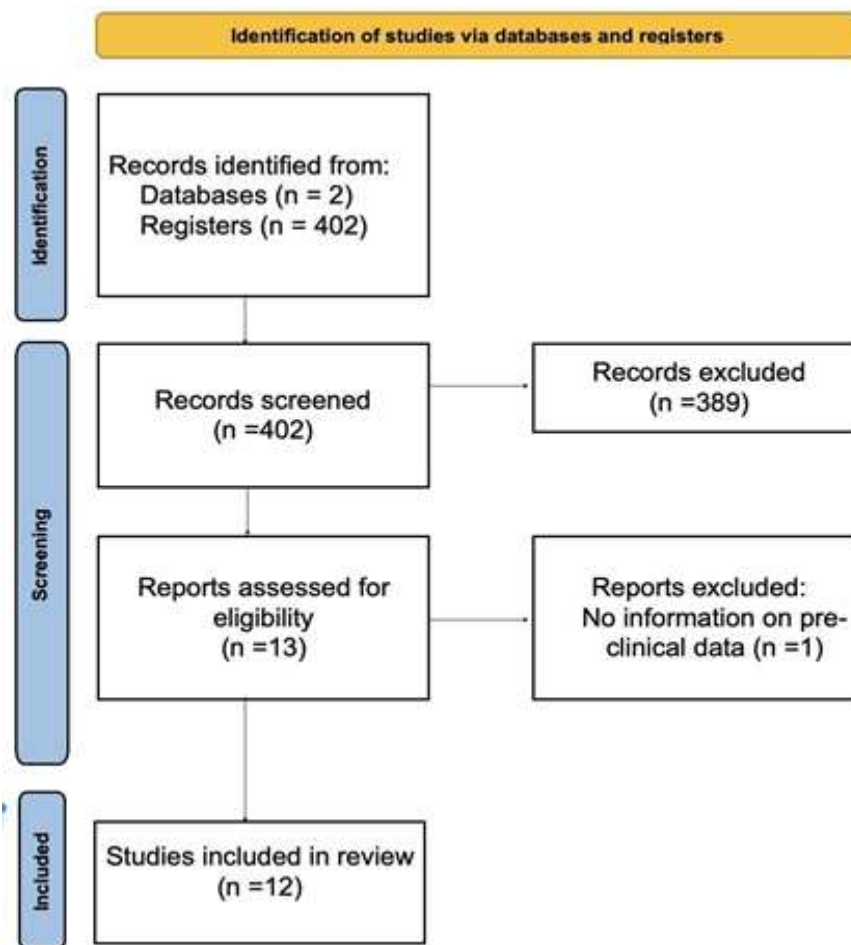 Identification of studies via databases and registers
Identification
Records identified from:
Databases (n = 2)
Registers (n = 402)
Screening
Records screened
(n =402)
Records excluded
(n =389)
Reports assessed for
eligibility
(n =13)
Reports excluded:
No information on pre-
clinical data (n =1)
Included
Studies included in review
(n =12)